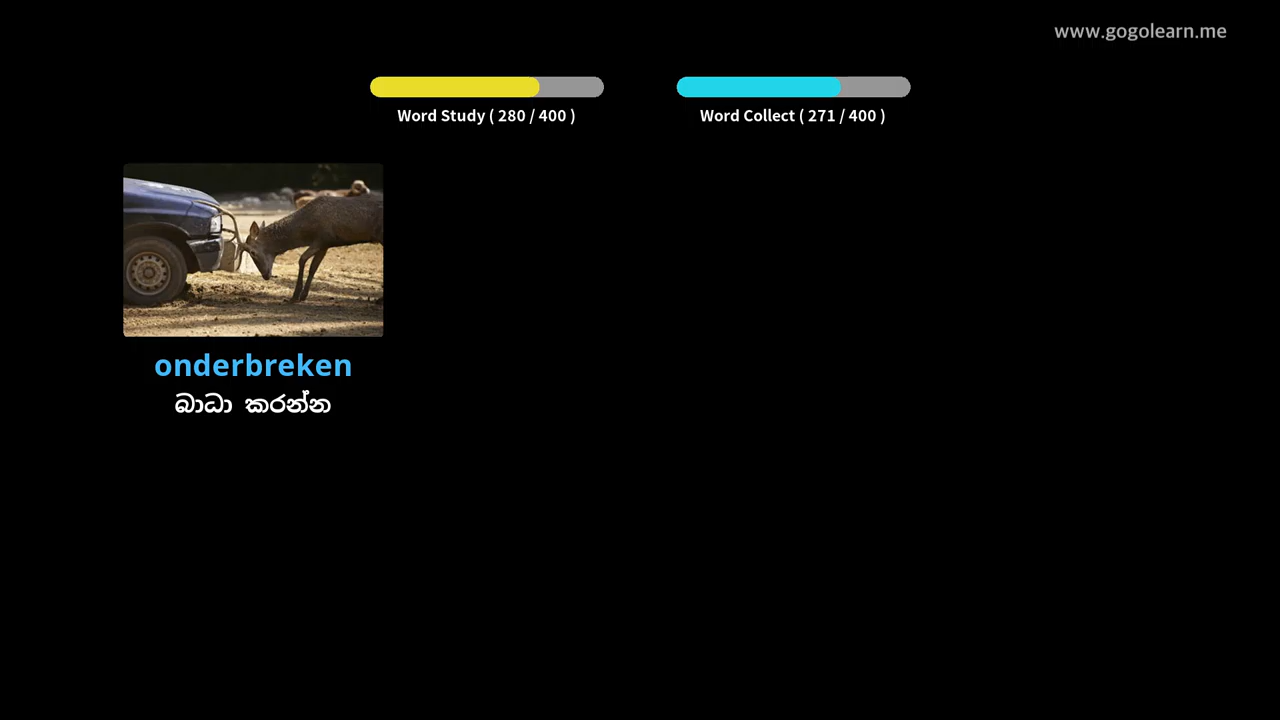 www.gogolearn.me
Word Study ( 280 / 400 )
Word Collect ( 271 / 400 )
onderbreken
බාධා කරන්න